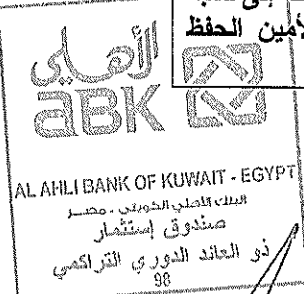 أمين الحفظ
الأهلي
aBK
AL AHLI BANK OF KUWAIT - EGYPT
البنك الأهلي الكويتي - مصر
صندوق إستثمار
ذو العائد الدوري التراكمي
98